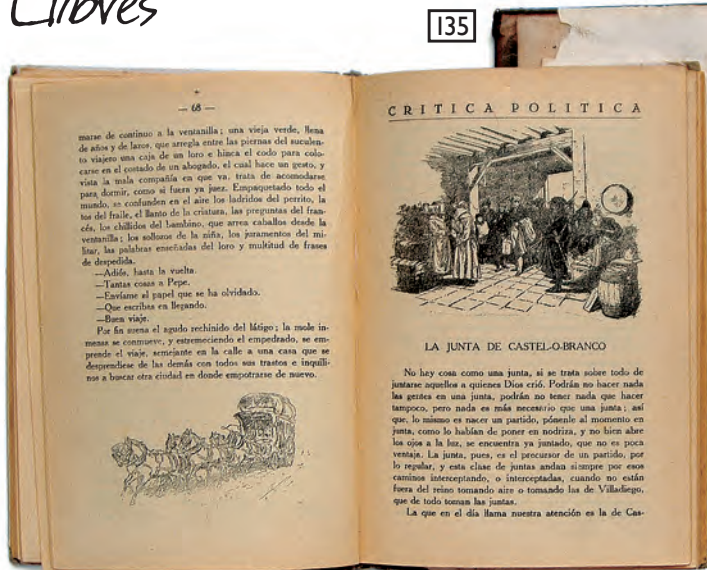 Llibres
135
— 68 —
marse de continuo a la ventanilla; una vieja verde, llena
de años y de lazos, que arregla entre las piernas del suculen-
to viajero una caja de un loro e hinca el codo para colo-
carse en el costado de un abogado, el cual hace un gesto, y
vista la mala compañía en que va, trata de acomodarse
para dormir, como si fuera ya juez. Empaquetado todo el
mundo, se confunden en el aire los ladridos del perrito, la
tos del fraile, el llanto de la criatura, las preguntas del fran-
cés, los chillidos del bambino, que arrea caballos desde la
ventanilla; los sollozos de la niña, los juramentos del mi-
litar, las palabras enseñadas del loro y multitud de frases
de despedida.
—Adiós, hasta la vuelta.
—Tantas cosas a Pepe.
—Envíame el papel que se ha olvidado.
—Que escribas en llegando.
—Buen viaje.
Por fin suena el agudo rechinido del látigo; la mole in-
mensa se conmueve, y estremeciendo el empedrado, se em-
prende el viaje, semejante en la calle a una casa que se
desprendiese de las demás con todos sus trastos e inquili-
nos a buscar otra ciudad en donde empotrarse de nuevo.
CRITICA POLITICA
LA JUNTA DE CASTEL-O-BRANCO
No hay cosa como una junta, si se trata sobre todo de
juntarse aquellos a quienes Dios crió. Podrán no hacer nada
las gentes en una junta, podrán no tener nada que hacer
tampoco, pero nada es más necesario que una junta; así
que, lo mismo es nacer un partido, pónenle al momento en
junta, como lo habían de poner en nodriza, y no bien abre
los ojos a la luz, se encuentra ya juntado, que no es poca
ventaja. La junta, pues, es el precursor de un partido, por
lo regular, y esta clase de juntas andan siempre por esos
caminos interceptando, o interceptadas, cuando no están
fuera del reino tomando aire o tomando las de Villadiego,
que de todo toman las juntas.
La que en el día llama nuestra atención es la de Cas-